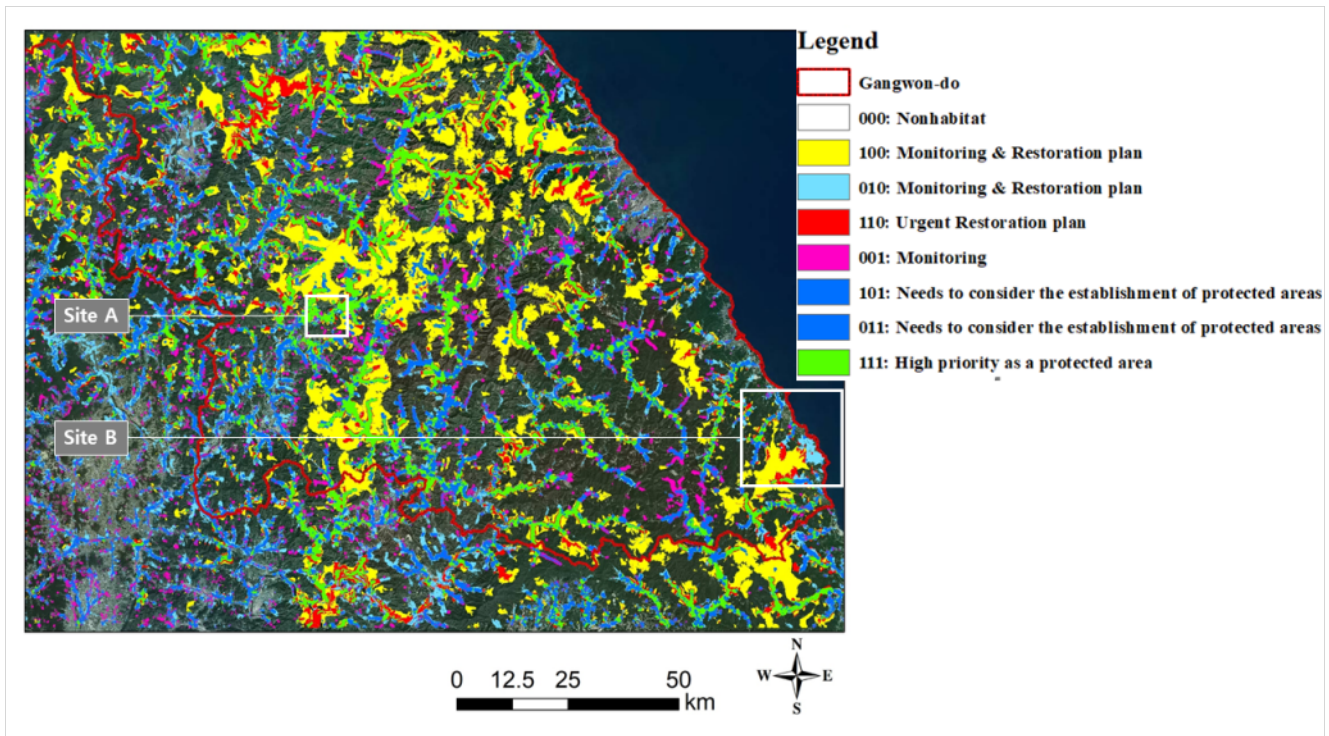 Legend
Gangwon-do
000: Nonhabitat
100: Monitoring & Restoration plan
010: Monitoring & Restoration plan
110: Urgent Restoration plan
001: Monitoring
101: Needs to consider the establishment of protected areas
011: Needs to consider the establishment of protected areas
111: High priority as a protected area
Site A
Site B
N
W E
S
0 12.5 25 50
km